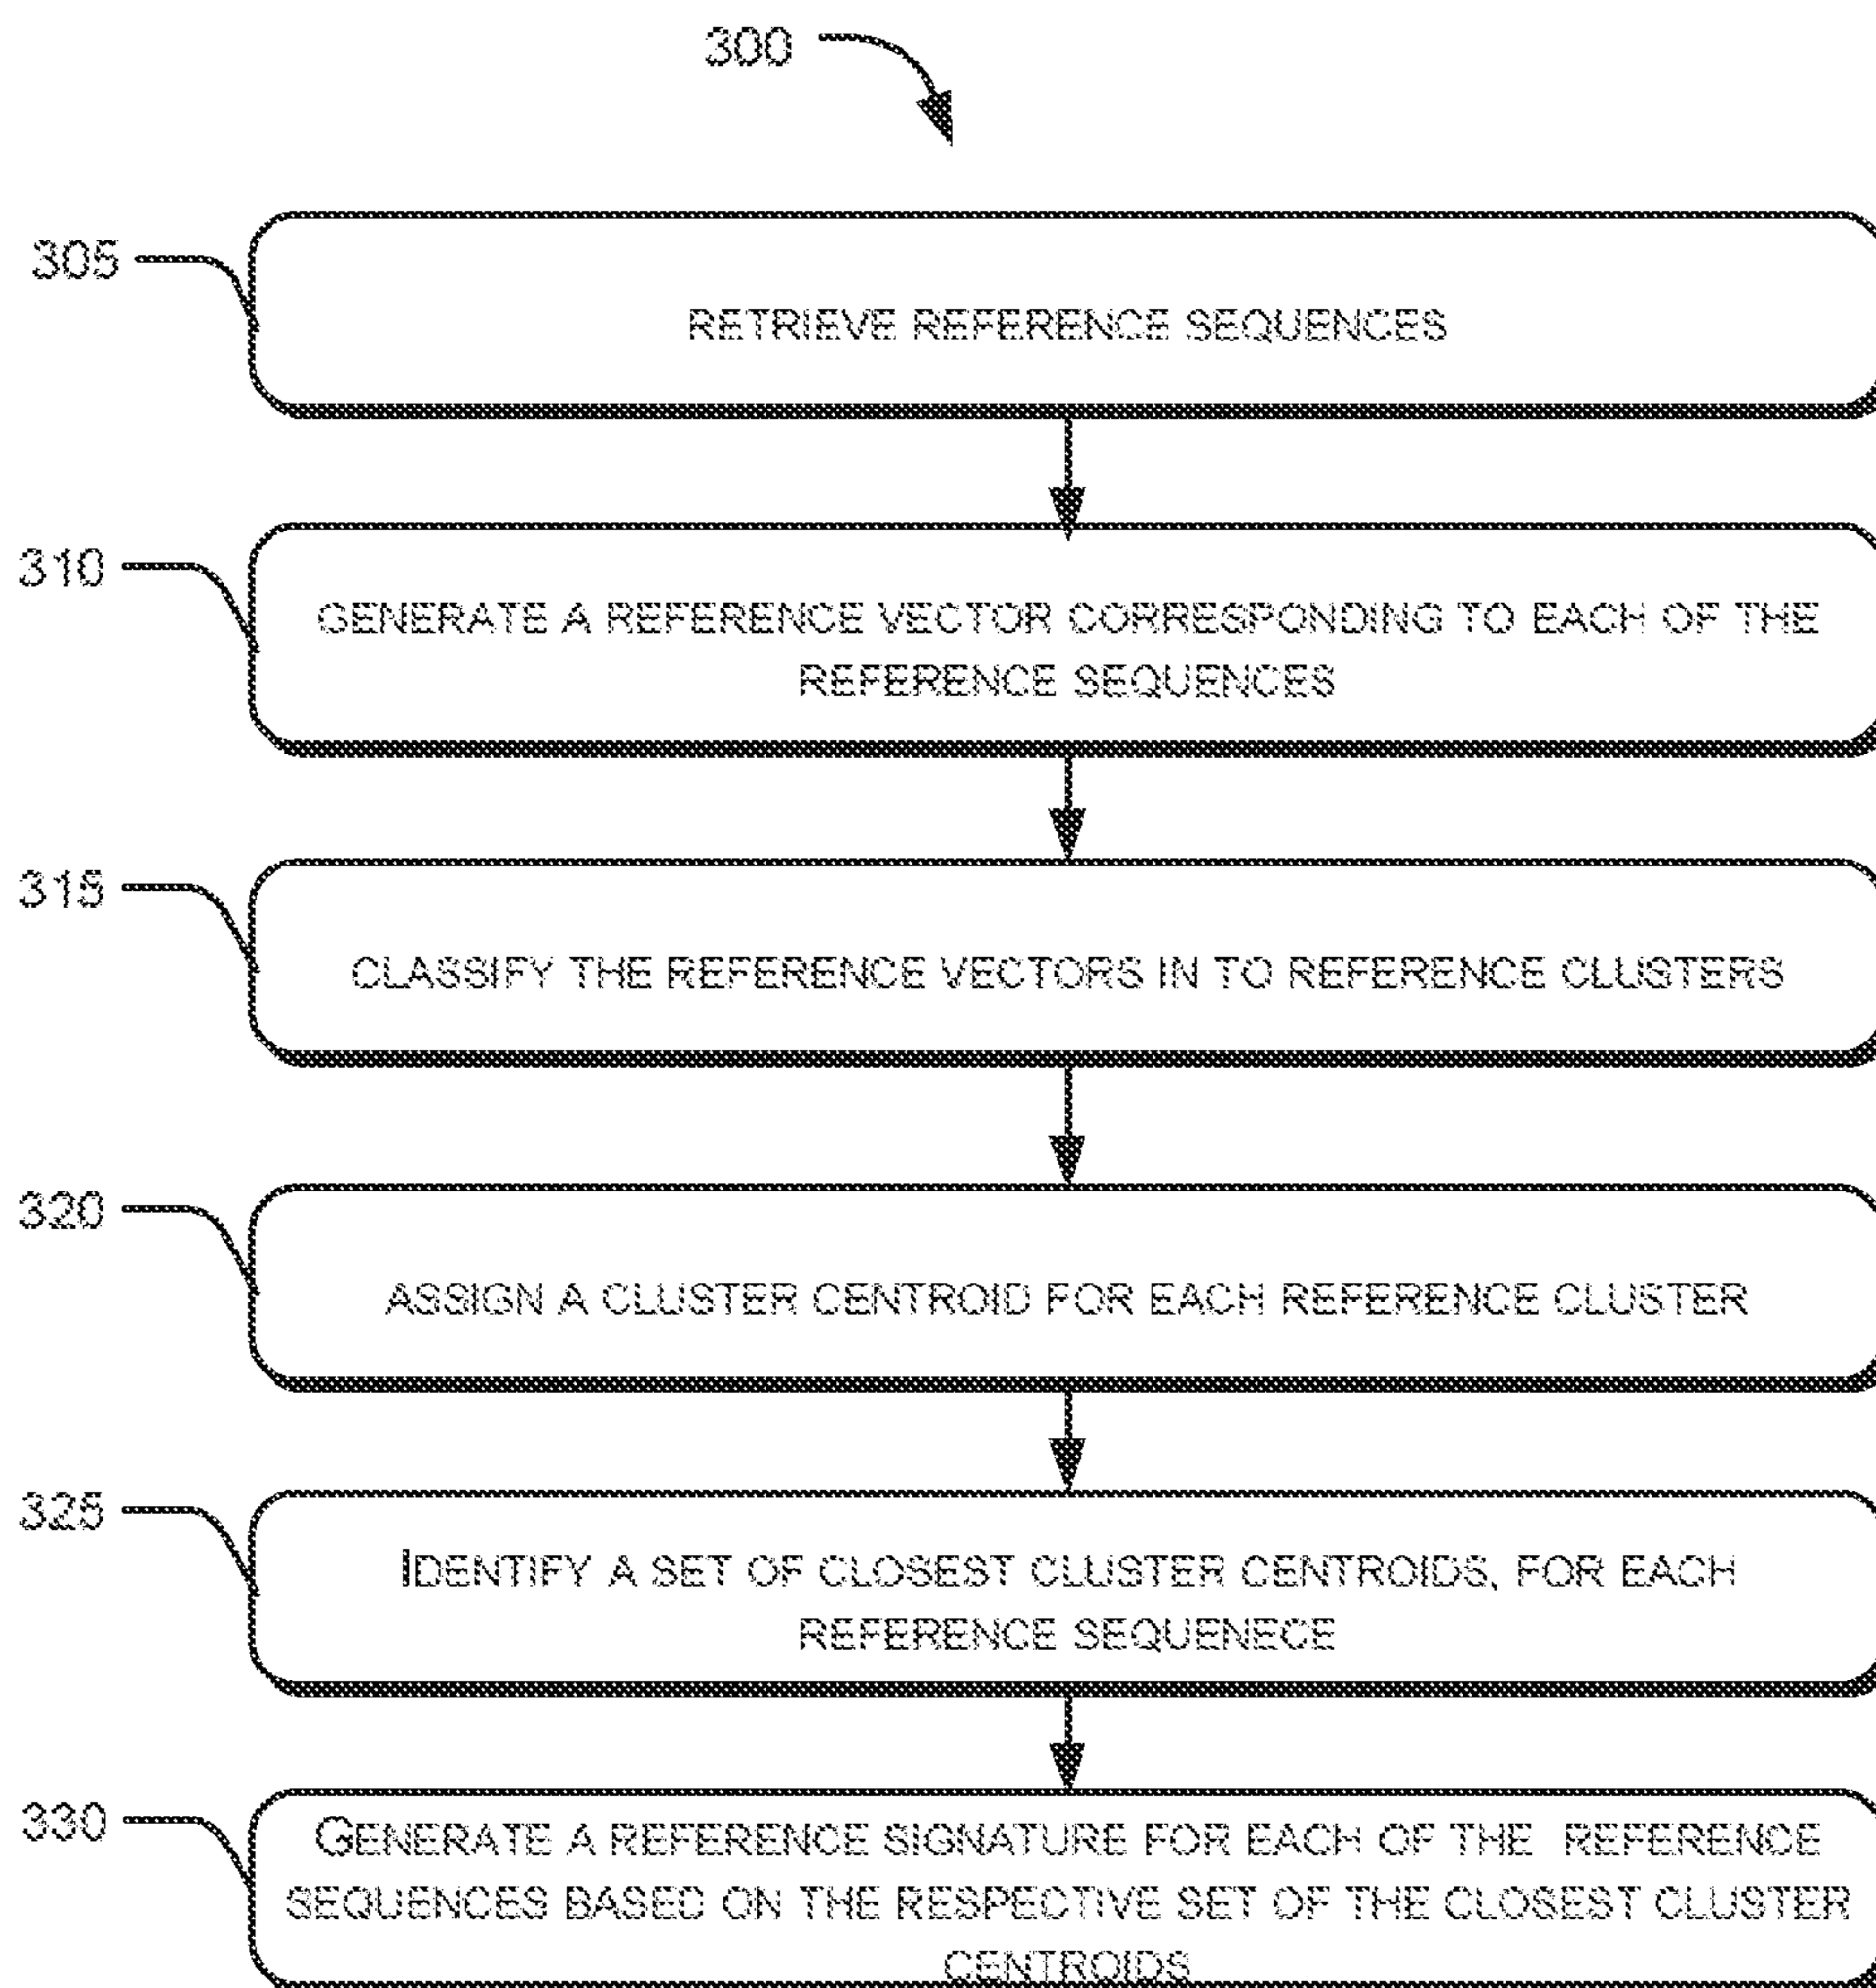 300
305
RETRIEVE REFERENCE SEQUENCES
310
GENERATE A REFERENCE VECTOR CORRESPONDING TO EACH OF THE
REFERENCE SEQUENCES
315
CLASSIFY THE REFERENCE VECTORS IN TO REFERENCE CLUSTERS
320
ASSIGN A CLUSTER CENTROID FOR EACH REFERENCE CLUSTER
325
IDENTIFY A SET OF CLOSEST CLUSTER CENTROIDS, FOR EACH
REFERENCE SEQUENECE
330
GENERATE A REFERENCE SIGNATURE FOR EACH OF THE REFERENCE
SEQUENCES BASED ON THE RESPECTIVE SET OF THE CLOSEST CLUSTER
CENTROIDS